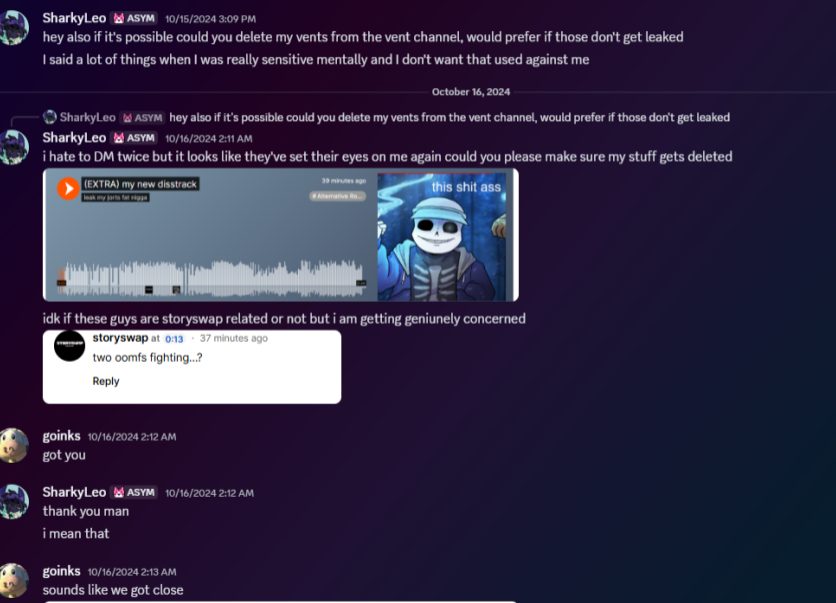 SharkyLeo ASYM 10/15/2024 3:09 PM
hey also if it's possible could you delete my vents from the vent channel, would prefer if those don't get leaked
I said a lot of things when I was really sensitive mentally and I don't want that used against me
October 16, 2024
SharkyLeo ASYM hey also if it's possible could you delete my vents from the vent channel, would prefer if those don't get leaked
SharkyLeo ASYM 10/16/2024 2:11 AM
i hate to DM twice but it looks like they've set their eyes on me again could you please make sure my stuff gets deleted
(EXTRA) my new disstrack
39 minutes ago
leak my jorts fat nigga
# Alternative Ro...
this shit ass
idk if these guys are storyswap related or not but i am getting geniunely concerned
storyswap at 0:13 · 37 minutes ago
two oomfs fighting...?
Reply
goinks 10/16/2024 2:12 AM
got you
SharkyLeo ASYM 10/16/2024 2:12 AM
thank you man
i mean that
goinks 10/16/2024 2:13 AM
sounds like we got close